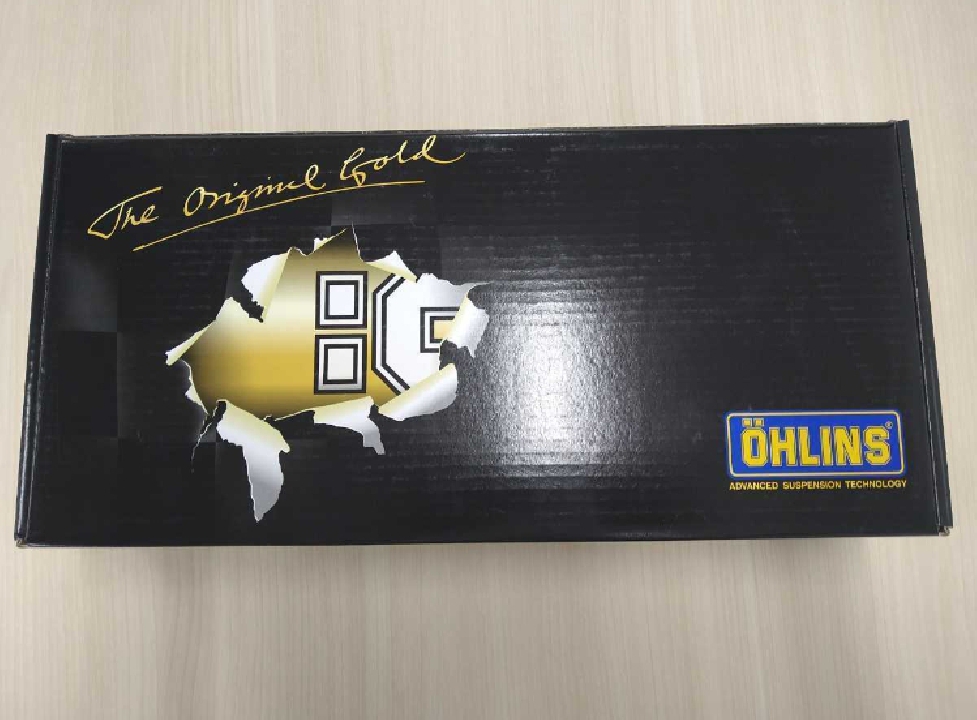 The Original Gold
ÖHLINS®
ADVANCED SUSPENSION TECHNOLOGY